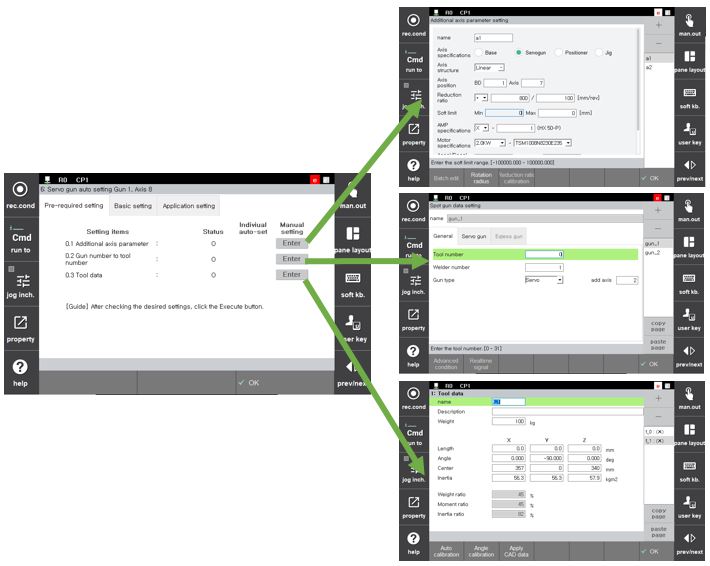 R0 CP1
6: Servo gun auto setting Gun 1, Axis 8
rec.cond
Cmd
run to
jog inch.
property
help
Pre-required setting
Basic setting
Application setting
Setting items
Status
Indiviual auto-set
Manual setting
0.1 Additional axis parameter : O Enter
0.2 Gun number to tool number : O Enter
0.3 Tool data : O Enter
[Guide] After checking the desired settings, click the Execute button.
OK
man.out
pane layout
soft kb.
user key
prev/next
R0 CP1
Additional axis parameter setting
rec.cond
Cmd
run to
jog inch.
property
help
name a1
Axis specifications Base Servogun Positioner Jig
Axis structure Linear
Axis position BD 1 Axis 7
Reduction ratio + 800 / 100 [mm/rev]
Soft limit Min 0 Max 0 [mm]
AMP specifications X - 1 (HX 50-P)
Motor specifications 2.0KW - TSM1008N8230E235
Enter the soft limit range. [-100000.000 - 100000.000]
Batch edit
Rotation radius
Reduction ratio calibration
OK
+
−
a1
a2
man.out
pane layout
soft kb.
user key
prev/next
R0 CP1
Spot gun data setting
rec.cond
Cmd
run to
jog inch.
property
help
name gun_1
General
Servo gun
Eqless gun
Tool number 0
Welder number 1
Gun type Servo add axis 2
Enter the tool number. [0 - 31]
Advanced condition
Realtime signal
OK
+
−
gun_1
gun_2
copy page
paste page
man.out
pane layout
soft kb.
user key
prev/next
R0 CP1
1: Tool data
rec.cond
Cmd
run to
jog inch.
property
help
name t_1
Description
Weight 100 kg
X Y Z
Length 0.0 0.0 0.0 mm
Angle 0.000 -90.000 0.000 deg
Center 357 0 340 mm
Inertia 56.3 56.3 57.9 kgm2
Weight ratio 45 %
Moment ratio 45 %
Inertia ratio 82 %
Auto calibration
Angle calibration
Apply CAD data
OK
+
−
t_0 : (X)
t_1 : (X)
copy page
paste page
man.out
pane layout
soft kb.
user key
prev/next